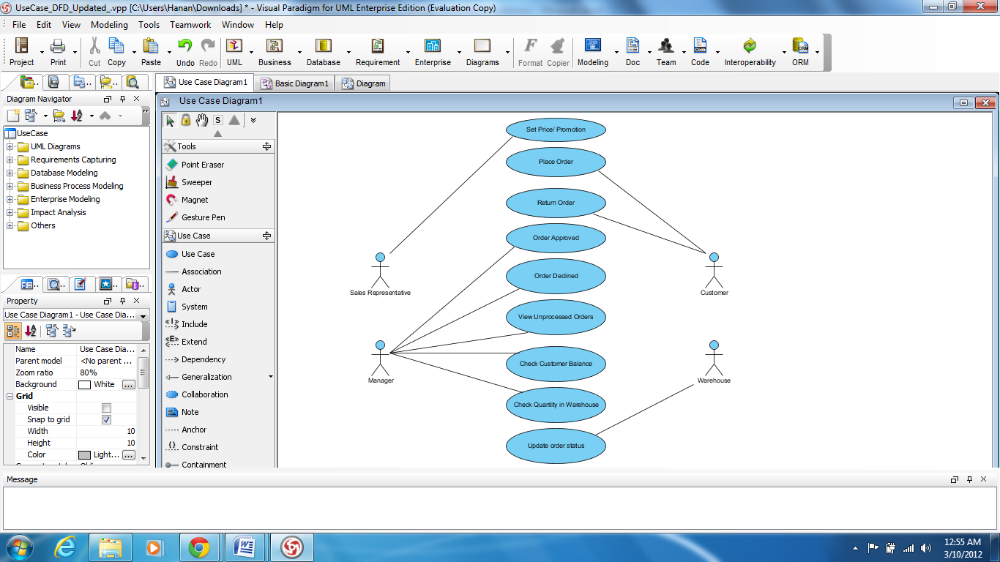 UseCase_DFD_Updated_.vpp [C:\Users\Hanan\Downloads] * - Visual Paradigm for UML Enterprise Edition (Evaluation Copy)
File Edit View Modeling Tools Teamwork Window Help
Project Print Cut Copy Paste Undo Redo UML Business Database Requirement Enterprise Diagrams Format Copier Modeling Doc Team Code Interoperability ORM
Use Case Diagram1 Basic Diagram1 Diagram
Diagram Navigator
UseCase
UML Diagrams
Requirements Capturing
Database Modeling
Business Process Modeling
Enterprise Modeling
Impact Analysis
Others
Property
Use Case Diagram1 - Use Case Dia...
Name Use Case Dia...
Parent model <No parent ...
Zoom ratio 80%
Background White ...
Grid
Visible
Snap to grid
Width 10
Height 10
Color Light... ...
Use Case Diagram1
S
Tools
Point Eraser
Sweeper
Magnet
Gesture Pen
Use Case
Use Case
Association
Actor
System
Include
Extend
Dependency
Generalization
Collaboration
Note
Anchor
Constraint
Containment
Set Price/ Promotion
Place Order
Return Order
Order Approved
Order Declined
View Unprocessed Orders
Check Customer Balance
Check Quantity in Warehouse
Update order status
Sales Representative
Customer
Manager
Warehouse
Message
12:55 AM
3/10/2012